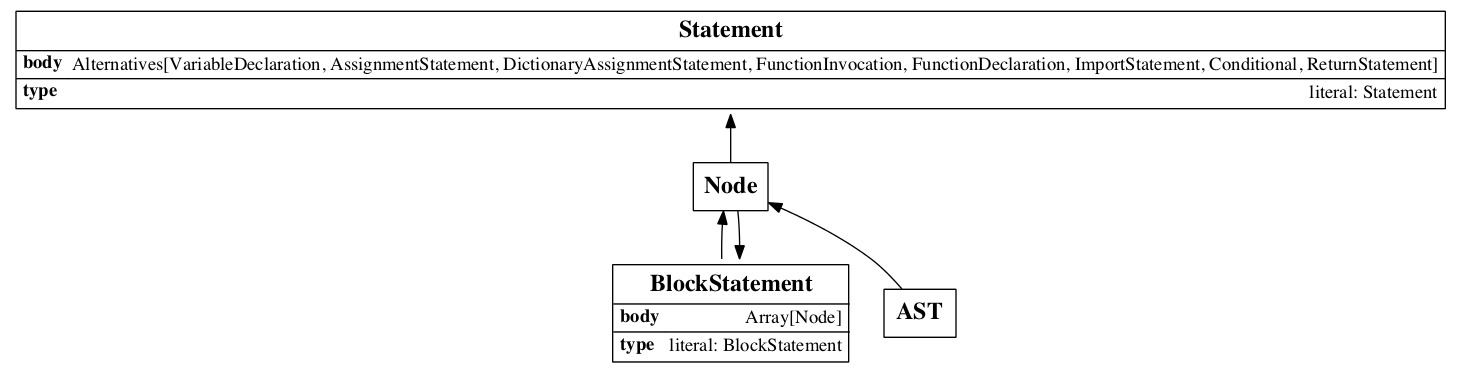 Statement
body Alternatives[VariableDeclaration, AssignmentStatement, DictionaryAssignmentStatement, FunctionInvocation, FunctionDeclaration, ImportStatement, Conditional, ReturnStatement]
type literal: Statement
Node
BlockStatement
body Array[Node]
type literal: BlockStatement
AST